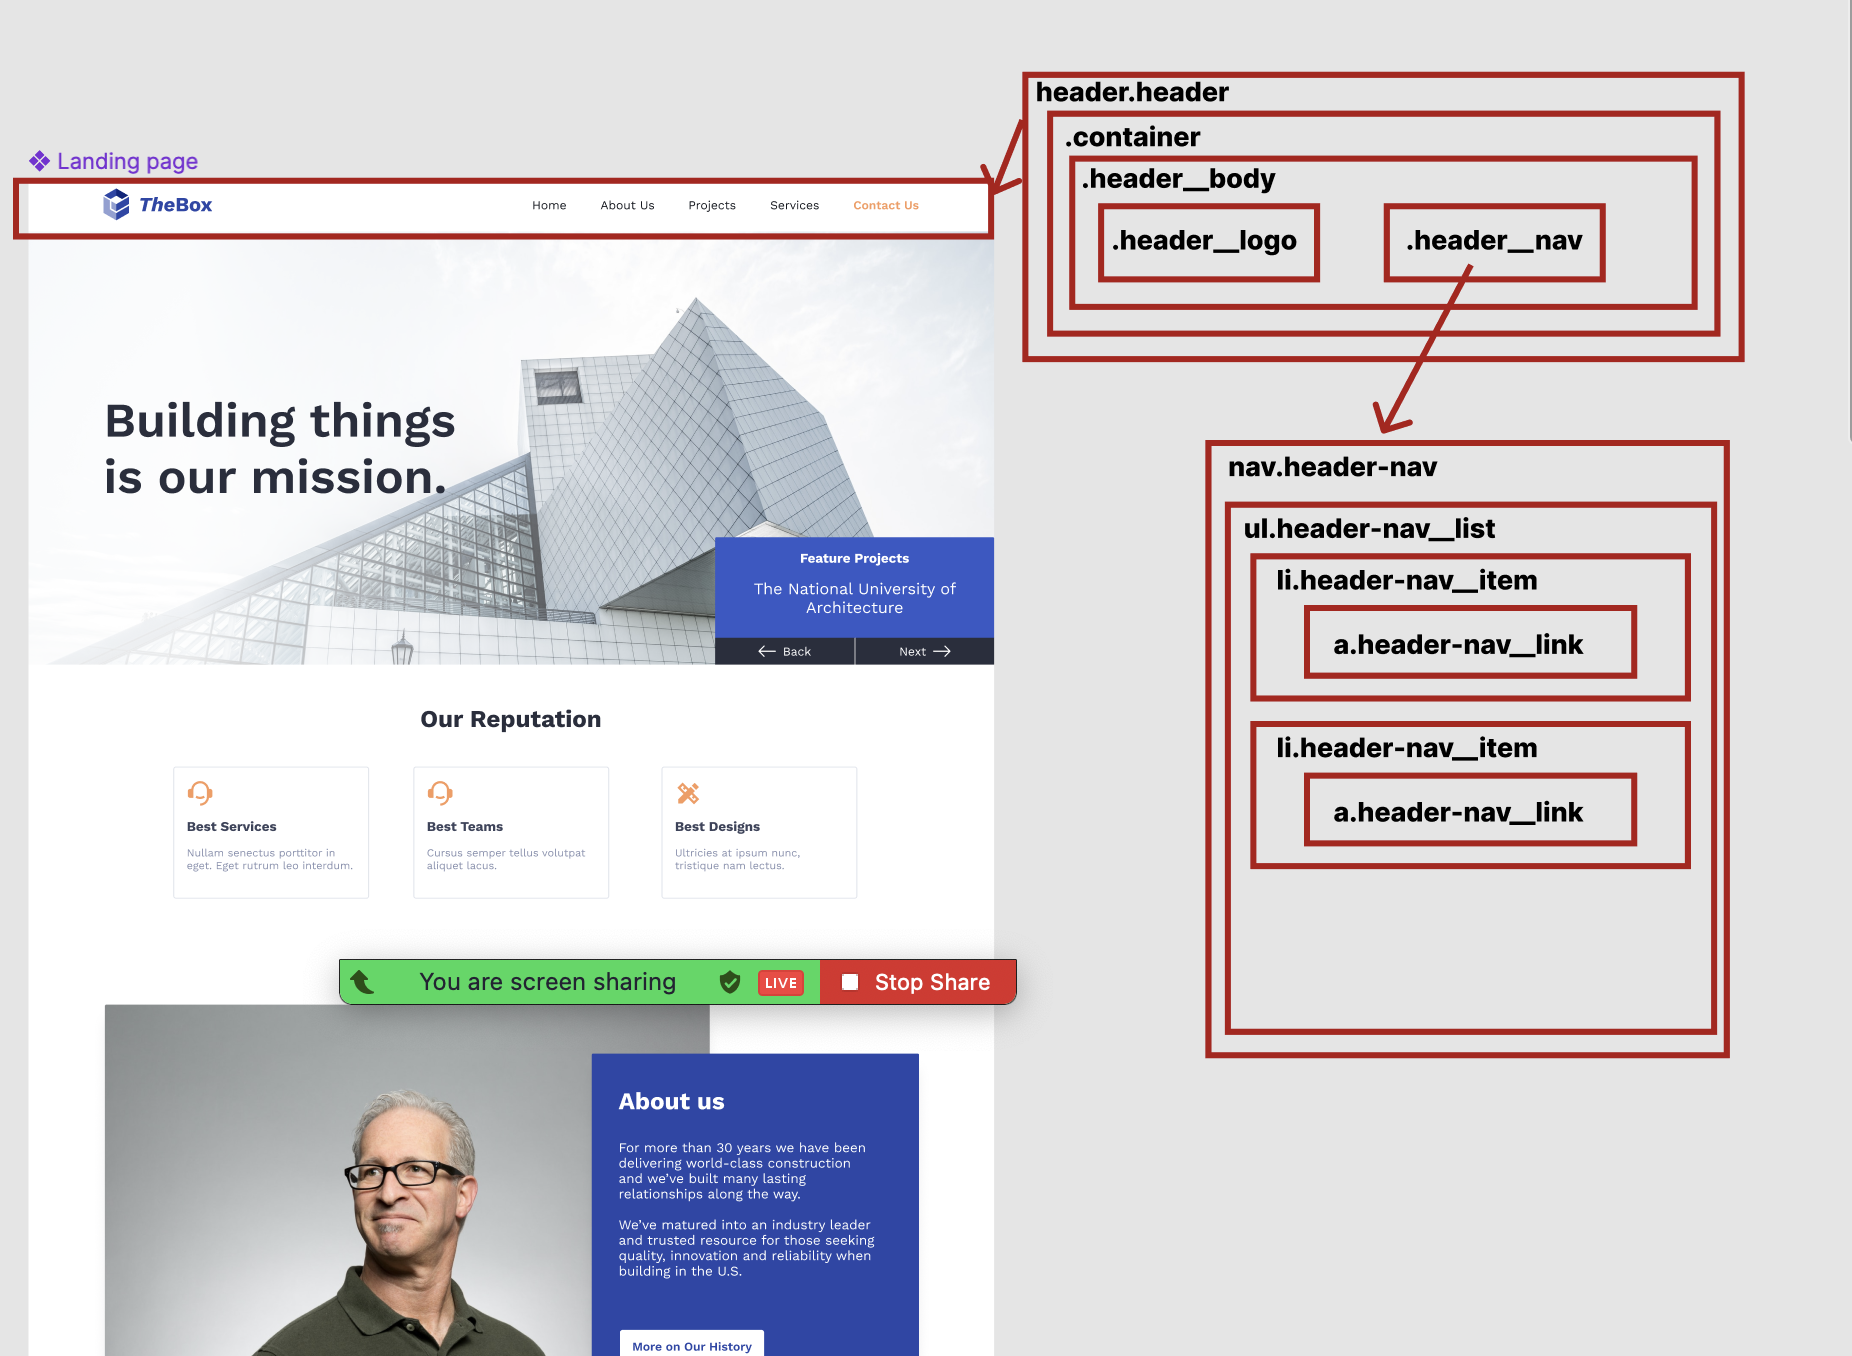 Landing page
TheBox
Home About Us Projects Services Contact Us
Building things
is our mission.
Feature Projects
The National University of
Architecture
Back Next
Our Reputation
Best Services
Nullam senectus porttitor in
eget. Eget rutrum leo interdum.
Best Teams
Cursus semper tellus volutpat
aliquet lacus.
Best Designs
Ultricies at ipsum nunc,
tristique nam lectus.
You are screen sharing LIVE Stop Share
About us
For more than 30 years we have been
delivering world-class construction
and we’ve built many lasting
relationships along the way.
We’ve matured into an industry leader
and trusted resource for those seeking
quality, innovation and reliability when
building in the U.S.
More on Our History
header.header
.container
.header__body
.header__logo
.header__nav
nav.header-nav
ul.header-nav__list
li.header-nav__item
a.header-nav__link
li.header-nav__item
a.header-nav__link